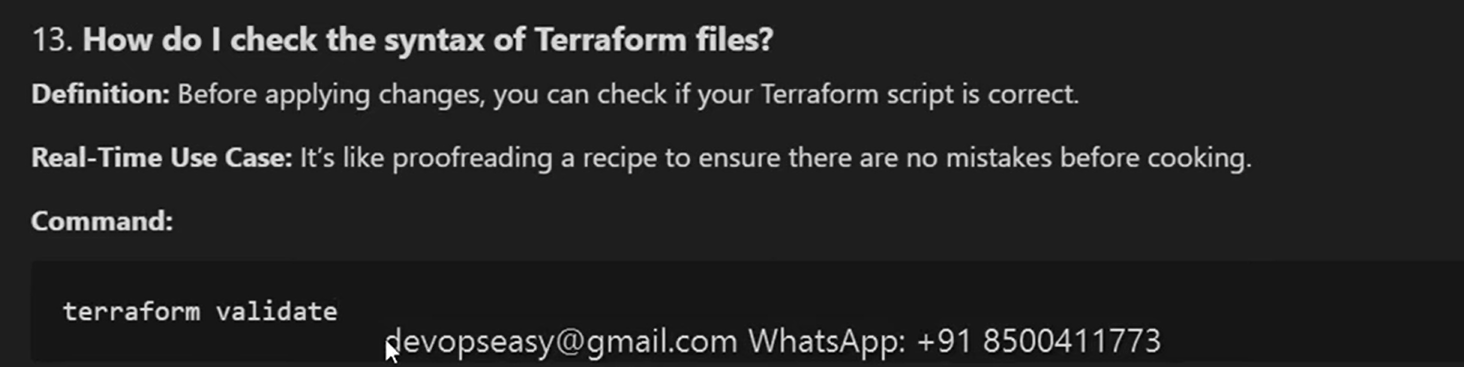 13. How do I check the syntax of Terraform files?
Definition: Before applying changes, you can check if your Terraform script is correct.
Real-Time Use Case: It’s like proofreading a recipe to ensure there are no mistakes before cooking.
Command:
terraform validate
devopseasy@gmail.com WhatsApp: +91 8500411773